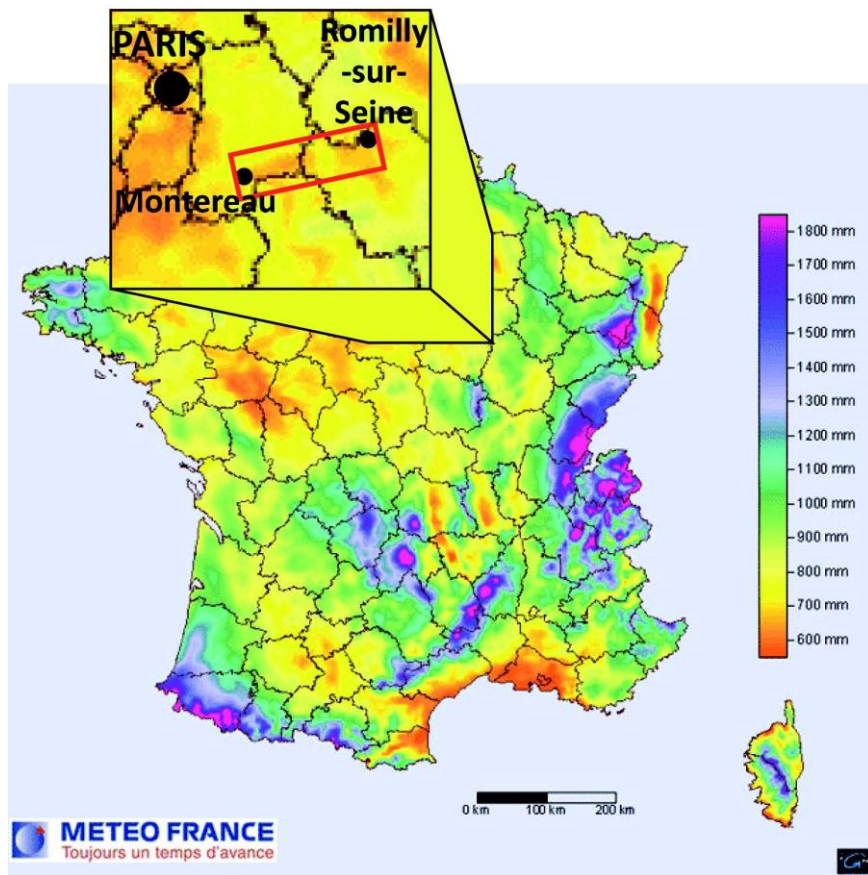 PARIS
Romilly
-sur-
Seine
Montereau
1800 mm
1700 mm
1600 mm
1500 mm
1400 mm
1300 mm
1200 mm
1100 mm
1000 mm
900 mm
800 mm
700 mm
600 mm
0 km
100 km
200 km
METEO FRANCE
Toujours un temps d'avance